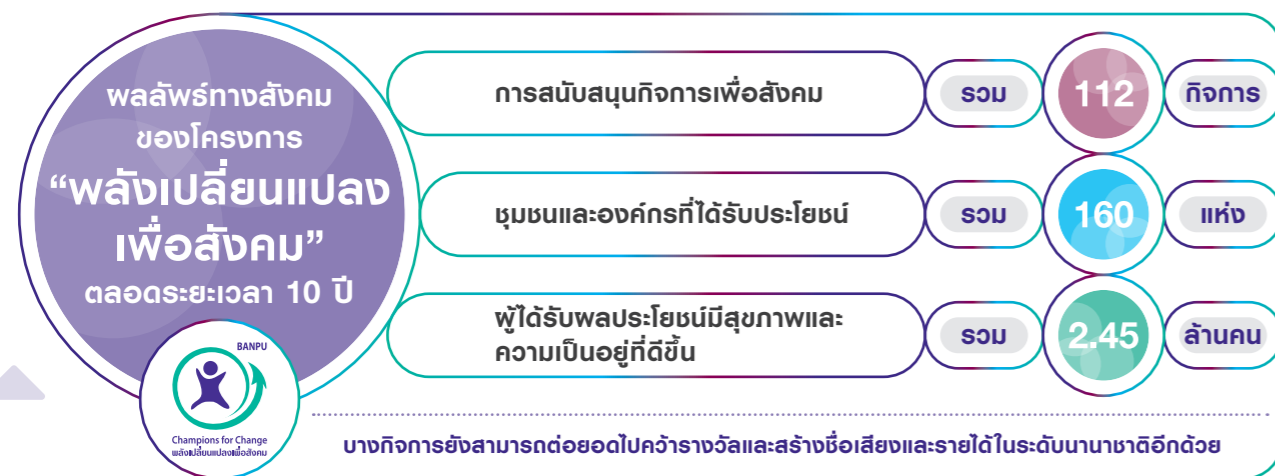 ผลลัพธ์ทางสังคม
ของโครงการ
“พลังเปลี่ยนแปลง
เพื่อสังคม”
ตลอดระยะเวลา 10 ปี
BANPU
Champions for Change
พลังเปลี่ยนแปลงเพื่อสังคม
การสนับสนุนกิจการเพื่อสังคม รวม 112 กิจการ
ชุมชนและองค์กรที่ได้รับประโยชน์ รวม 160 แห่ง
ผู้ได้รับผลประโยชน์มีสุขภาพและ
ความเป็นอยู่ที่ดีขึ้น รวม 2.45 ล้านคน
บางกิจการยังสามารถต่อยอดไปคว้ารางวัลและสร้างชื่อเสียงและรายได้ในระดับนานาชาติอีกด้วย